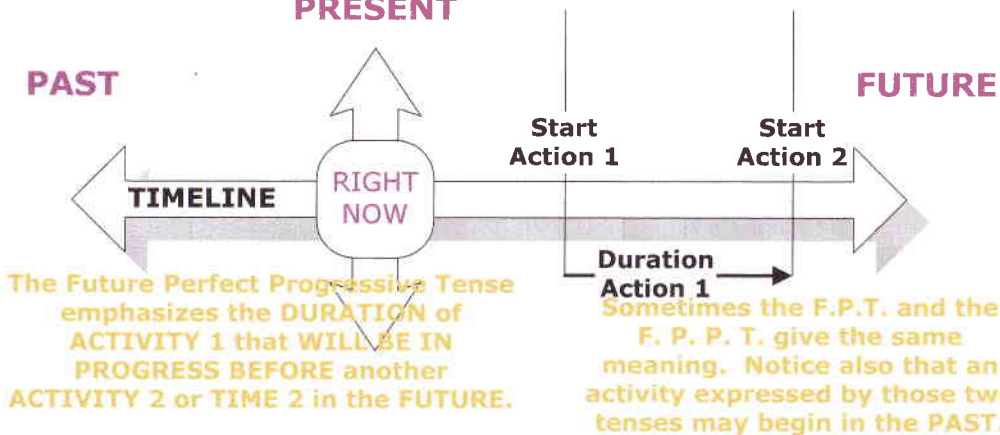 PRESENT
PAST
FUTURE
Start
Action 1
Start
Action 2
TIMELINE
RIGHT
NOW
Duration
Action 1
The Future Perfect Progressive Tense
emphasizes the DURATION of
ACTIVITY 1 that WILL BE IN
PROGRESS BEFORE another
ACTIVITY 2 or TIME 2 in the FUTURE.
Sometimes the F.P.T. and the
F. P. P. T. give the same
meaning. Notice also that an
activity expressed by those two
tenses may begin in the PAST.